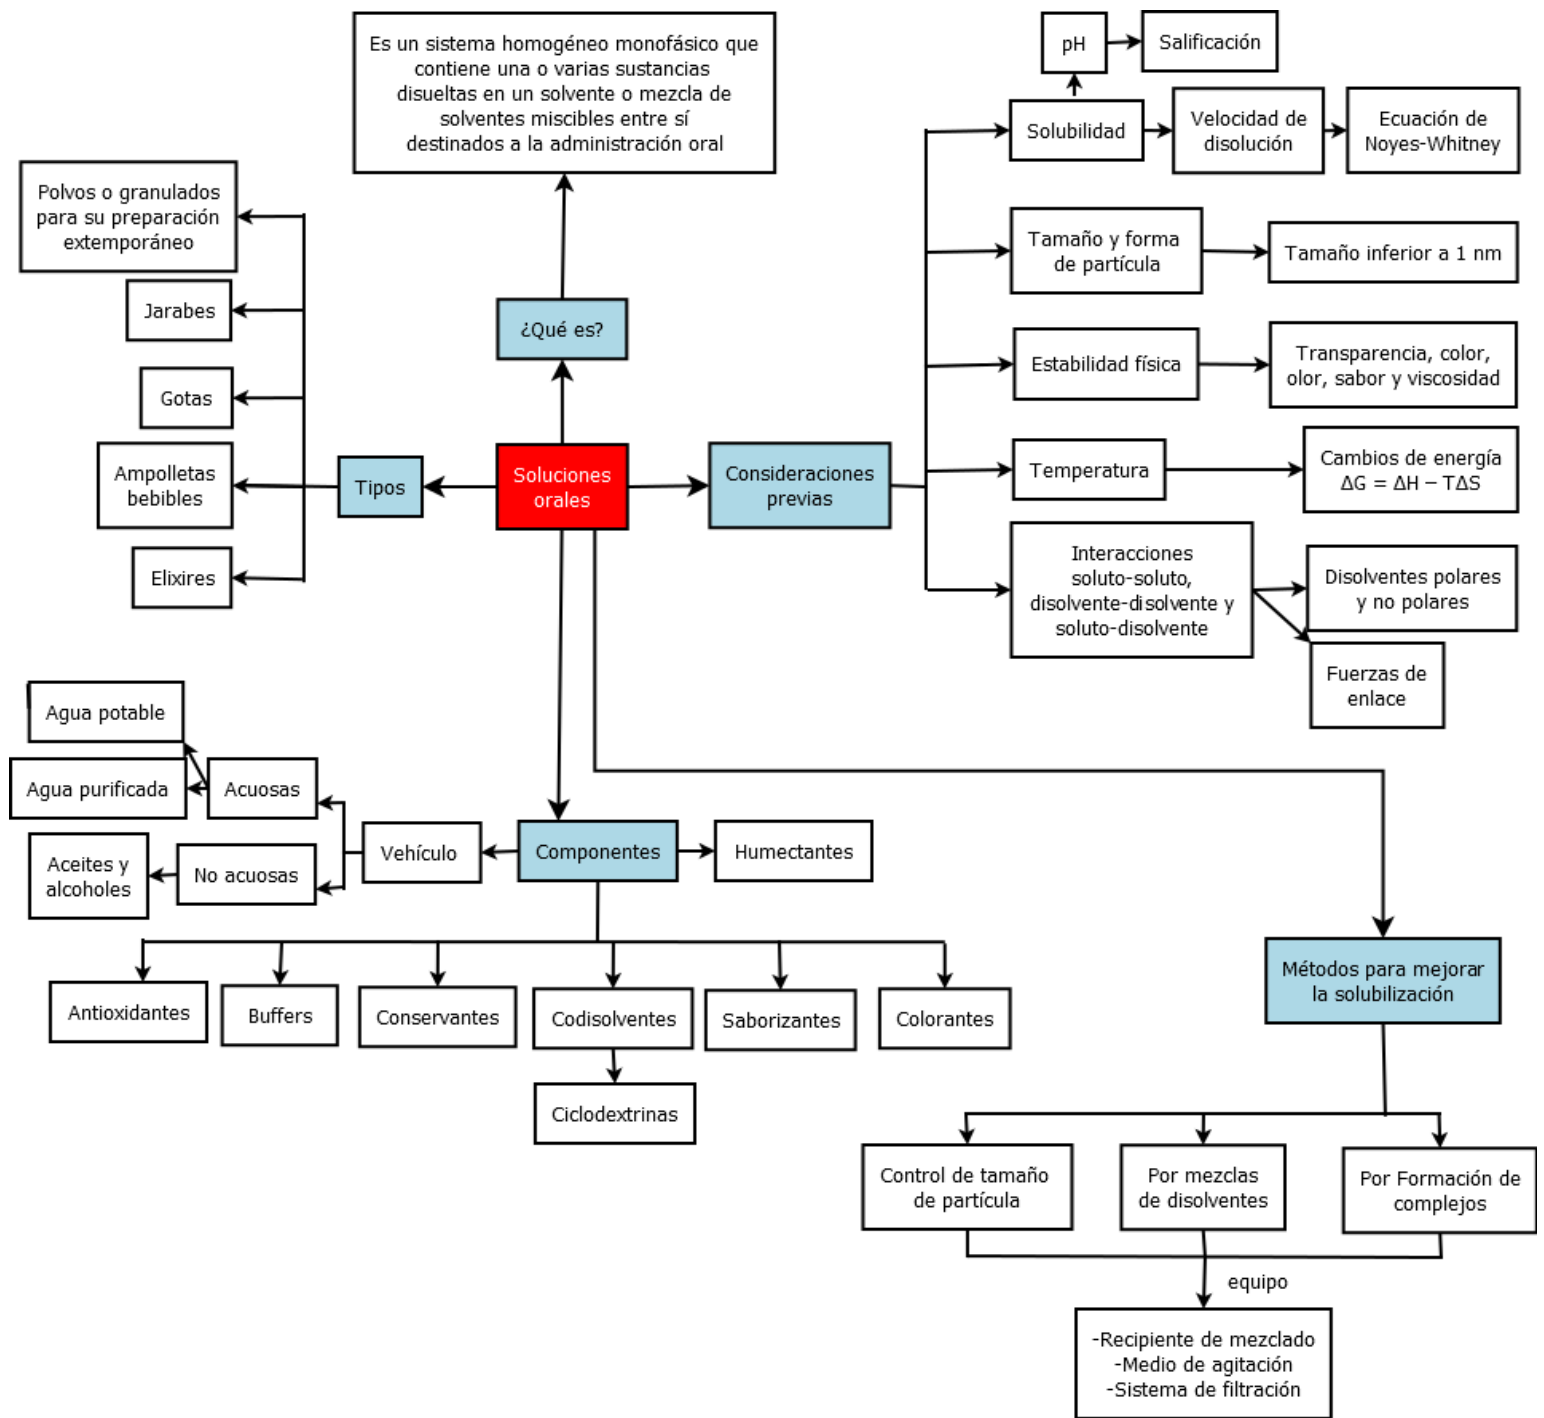 Es un sistema homogéneo monofásico que
contiene una o varias sustancias
disueltas en un solvente o mezcla de
solventes miscibles entre sí
destinados a la administración oral
¿Qué es?
Soluciones
orales
Tipos
Polvos o granulados
para su preparación
extemporáneo
Jarabes
Gotas
Ampolletas
bebibles
Elixires
Consideraciones
previas
pH
Salificación
Solubilidad
Velocidad de
disolución
Ecuación de
Noyes-Whitney
Tamaño y forma
de partícula
Tamaño inferior a 1 nm
Estabilidad física
Transparencia, color,
olor, sabor y viscosidad
Temperatura
Cambios de energía
ΔG = ΔH − TΔS
Interacciones
soluto-soluto,
disolvente-disolvente y
soluto-disolvente
Disolventes polares
y no polares
Fuerzas de
enlace
Componentes
Humectantes
Vehículo
Acuosas
Agua potable
Agua purificada
No acuosas
Aceites y
alcoholes
Antioxidantes
Buffers
Conservantes
Codisolventes
Saborizantes
Colorantes
Ciclodextrinas
Métodos para mejorar
la solubilización
Control de tamaño
de partícula
Por mezclas
de disolventes
Por Formación de
complejos
equipo
-Recipiente de mezclado
-Medio de agitación
-Sistema de filtración